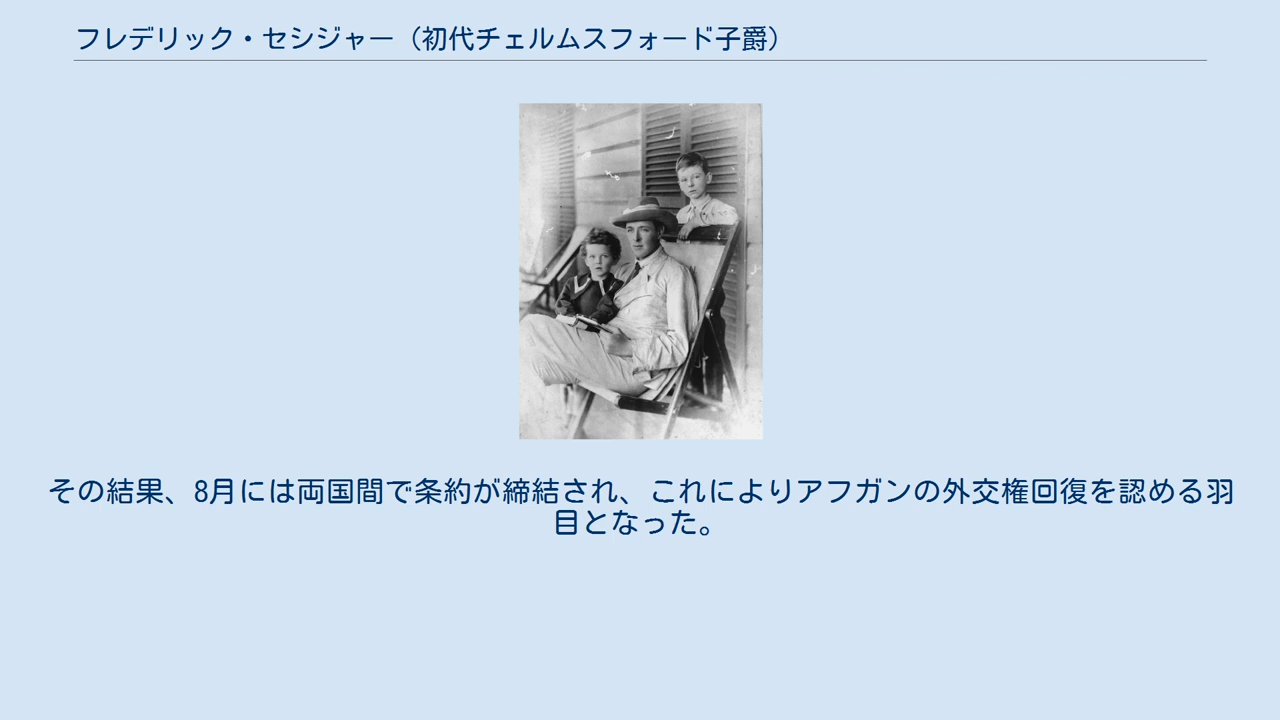 フレデリック・セシジャー（初代チェルムスフォード子爵）
その結果、8月には両国間で条約が締結され、これによりアフガンの外交権回復を認める羽
目となった。